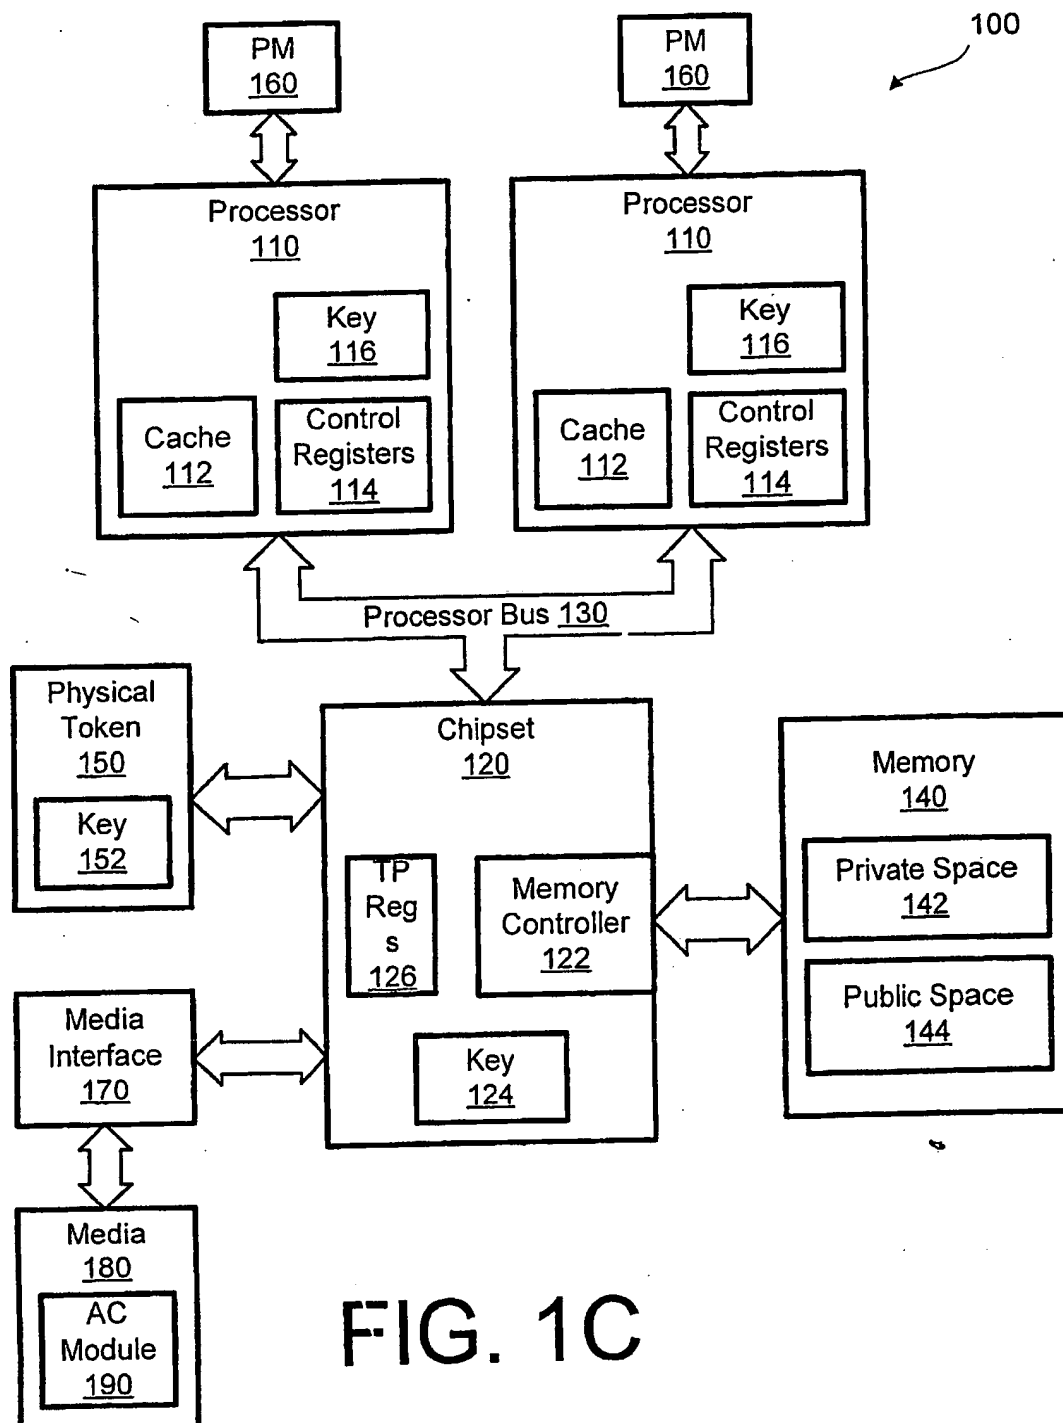 100
PM
160
PM
160
Processor
110
Key
116
Cache
112
Control
Registers
114
Processor
110
Key
116
Cache
112
Control
Registers
114
Processor Bus 130
Physical
Token
150
Key
152
Chipset
120
TP
Reg
s
126
Memory
Controller
122
Key
124
Memory
140
Private Space
142
Public Space
144
Media
Interface
170
Media
180
AC
Module
190
FIG. 1C